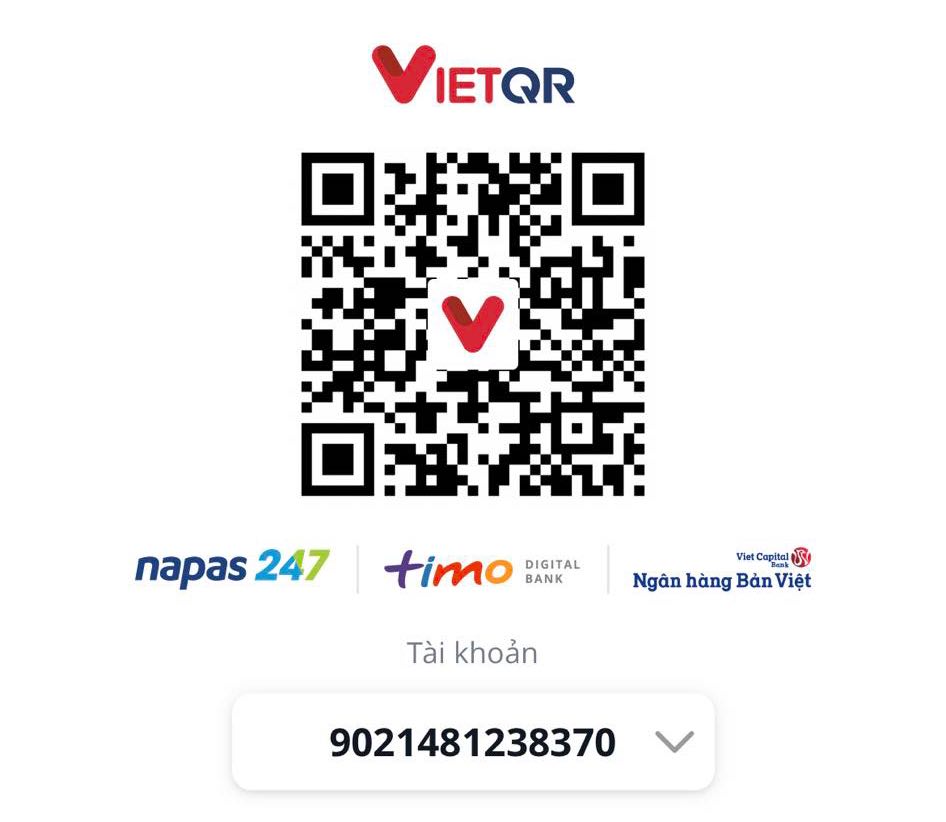 VIETQR
napas 247
timo DIGITAL BANK
Viet Capital Bank
Ngân hàng Bản Việt
Tài khoản
9021481238370